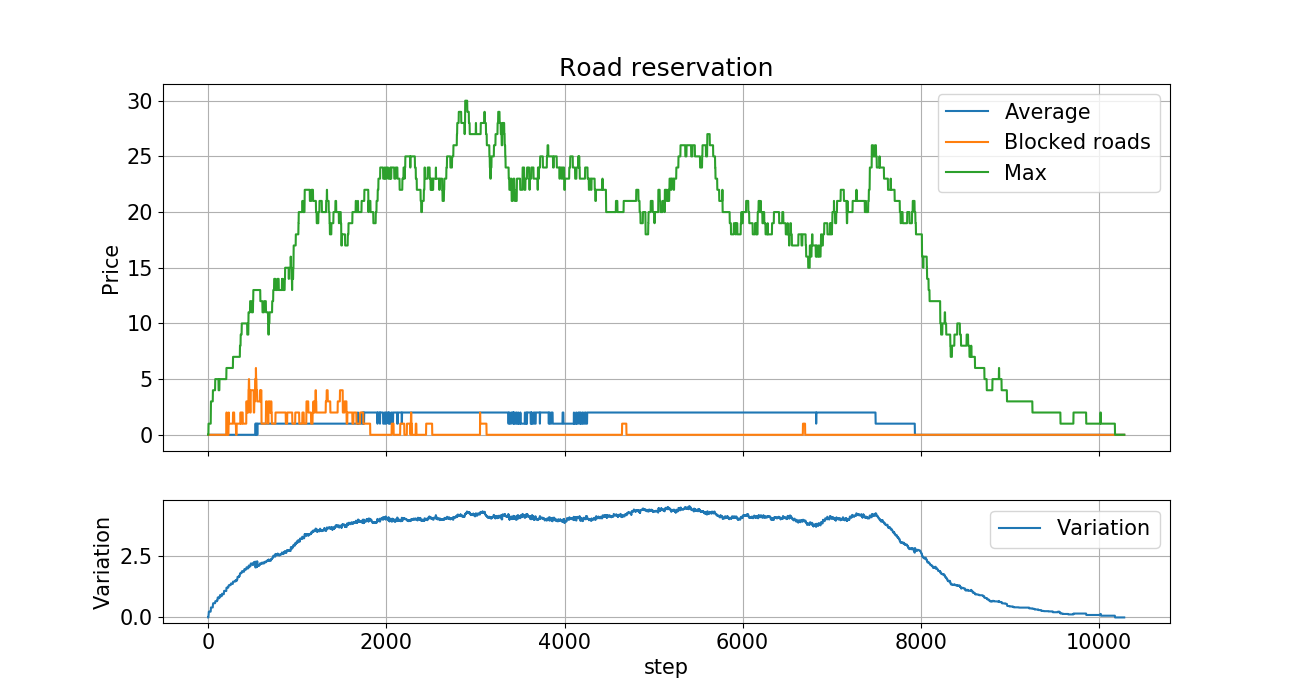 Road reservation
30
25
20
15
10
5
0
Price
Average
Blocked roads
Max
2.5
0.0
Variation
Variation
0
2000
4000
6000
8000
10000
step